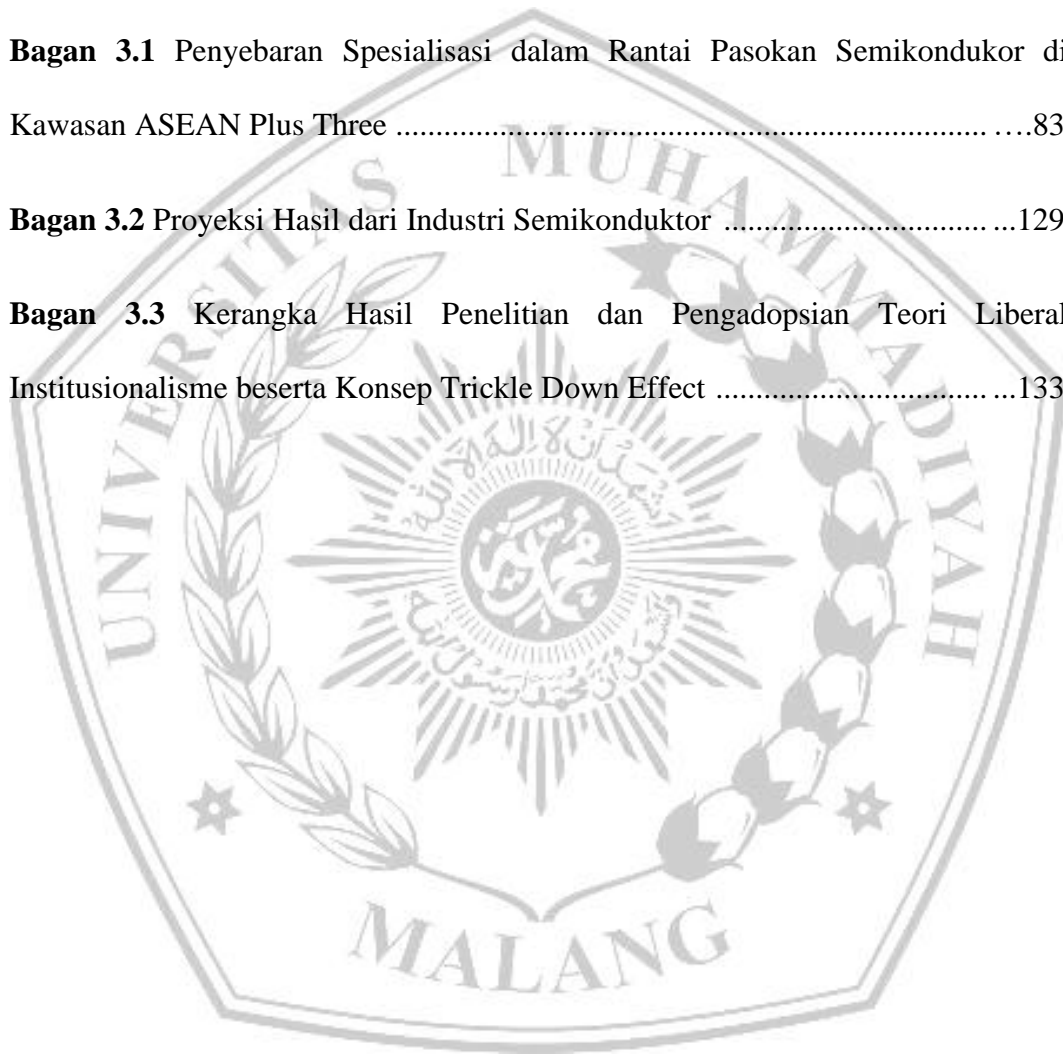 Bagan 3.1 Penyebaran Spesialisasi dalam Rantai Pasokan Semikondukor di
Kawasan ASEAN Plus Three ........................................................................ ….83
Bagan 3.2 Proyeksi Hasil dari Industri Semikonduktor ................................ ...129
Bagan 3.3 Kerangka Hasil Penelitian dan Pengadopsian Teori Liberal
Institusionalisme beserta Konsep Trickle Down Effect ................................. ...133
UNIVERSITAS MUHAMMADIYAH
MALANG